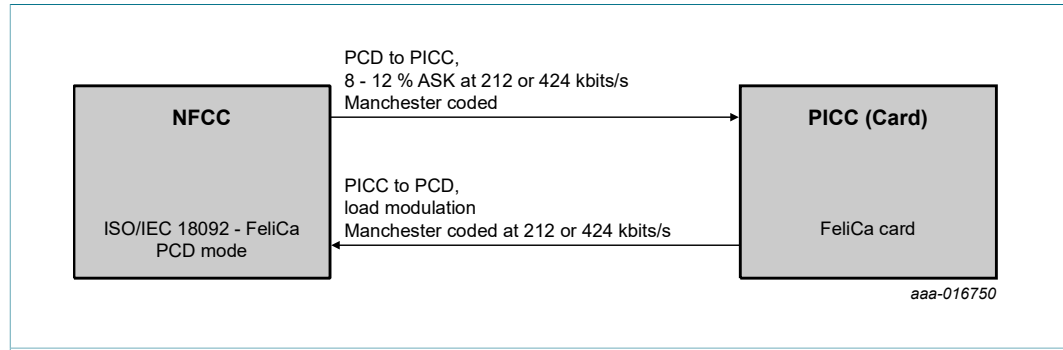 PCD to PICC,
8 - 12 % ASK at 212 or 424 kbits/s
Manchester coded
NFCC
PICC (Card)
PICC to PCD,
load modulation
Manchester coded at 212 or 424 kbits/s
ISO/IEC 18092 - FeliCa
PCD mode
FeliCa card
aaa-016750